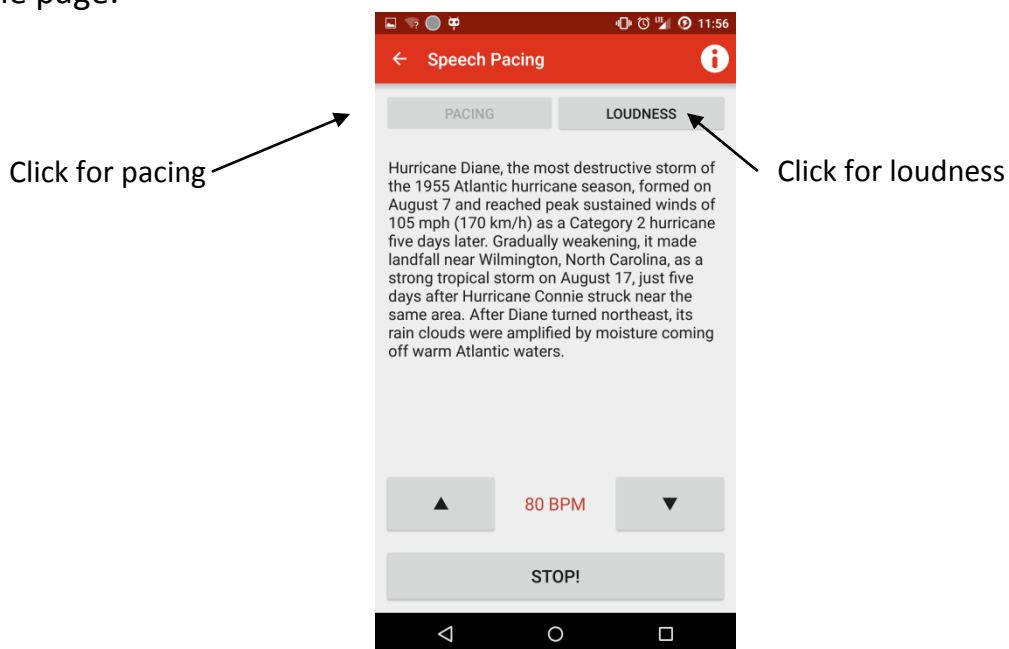 ne page.
11:56
Speech Pacing
PACING
LOUDNESS
Click for pacing
Click for loudness
Hurricane Diane, the most destructive storm of
the 1955 Atlantic hurricane season, formed on
August 7 and reached peak sustained winds of
105 mph (170 km/h) as a Category 2 hurricane
five days later. Gradually weakening, it made
landfall near Wilmington, North Carolina, as a
strong tropical storm on August 17, just five
days after Hurricane Connie struck near the
same area. After Diane turned northeast, its
rain clouds were amplified by moisture coming
off warm Atlantic waters.
80 BPM
STOP!